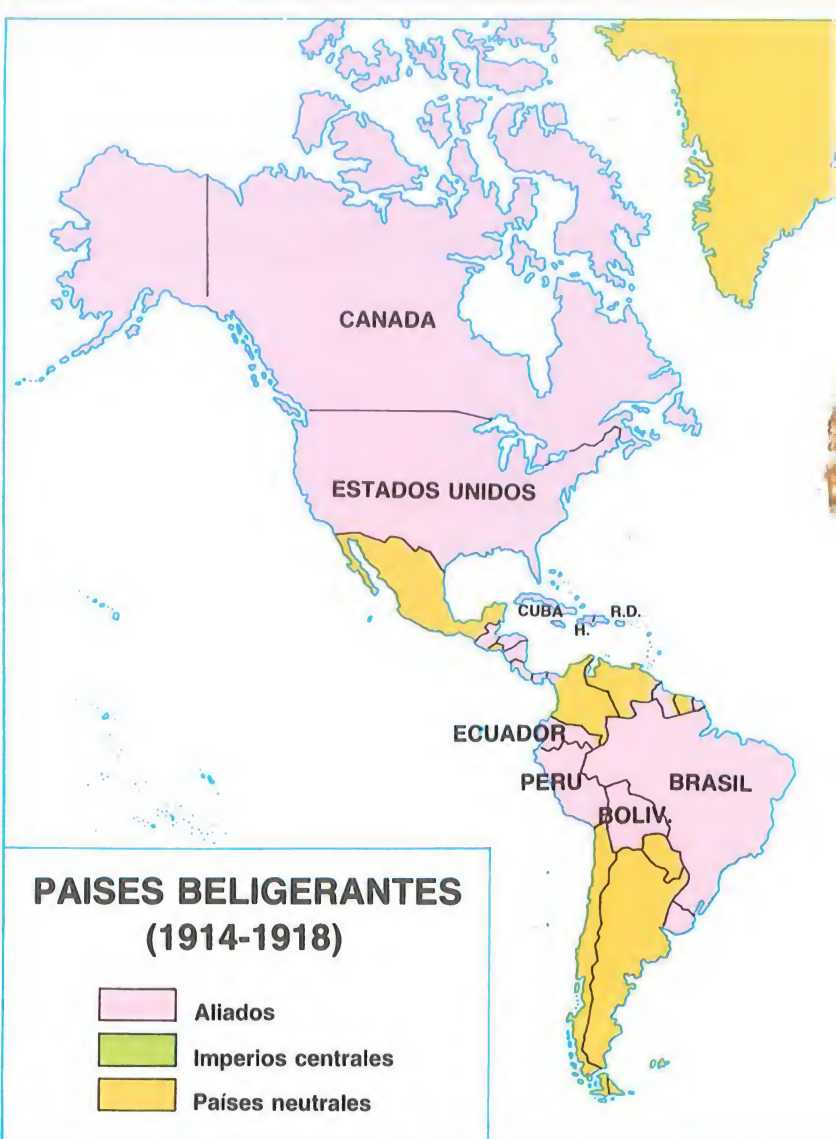 CANADA
ESTADOS UNIDOS
CUBA
R.D.
H.
ECUADOR
PERU
BRASIL
BOLIV.
PAISES BELIGERANTES
(1914-1918)
Aliados
Imperios centrales
Países neutrales